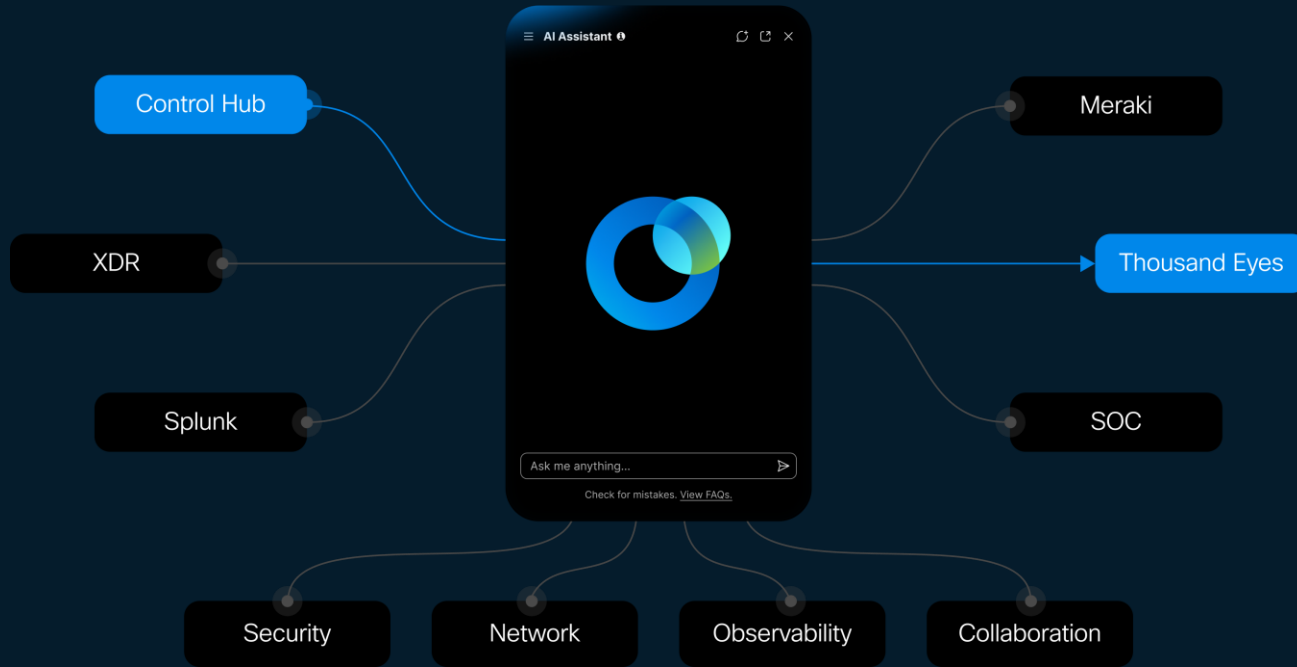 AI Assistant
Control Hub
Meraki
XDR
Thousand Eyes
Splunk
SOC
Ask me anything...
Check for mistakes. View FAQs.
Security
Network
Observability
Collaboration